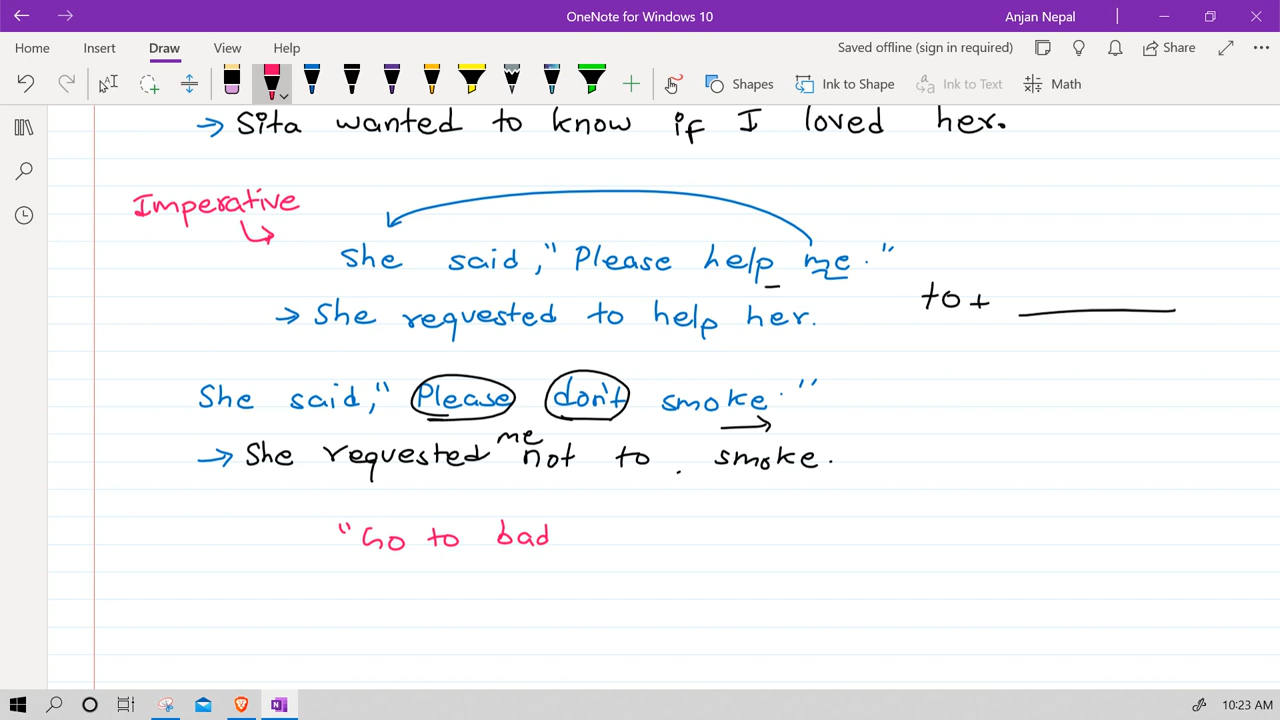 OneNote for Windows 10
Anjan Nepal
Home Insert Draw View Help
Saved offline (sign in required)
Share
Shapes
Ink to Shape
Ink to Text
Math
→ Sita wanted to know if I loved her.
Imperative
She said," Please help me."
to +
→ She requested to help her.
She said," Please don't smoke."
→ She requested me not to . smoke.
"Go to bad
10:23 AM